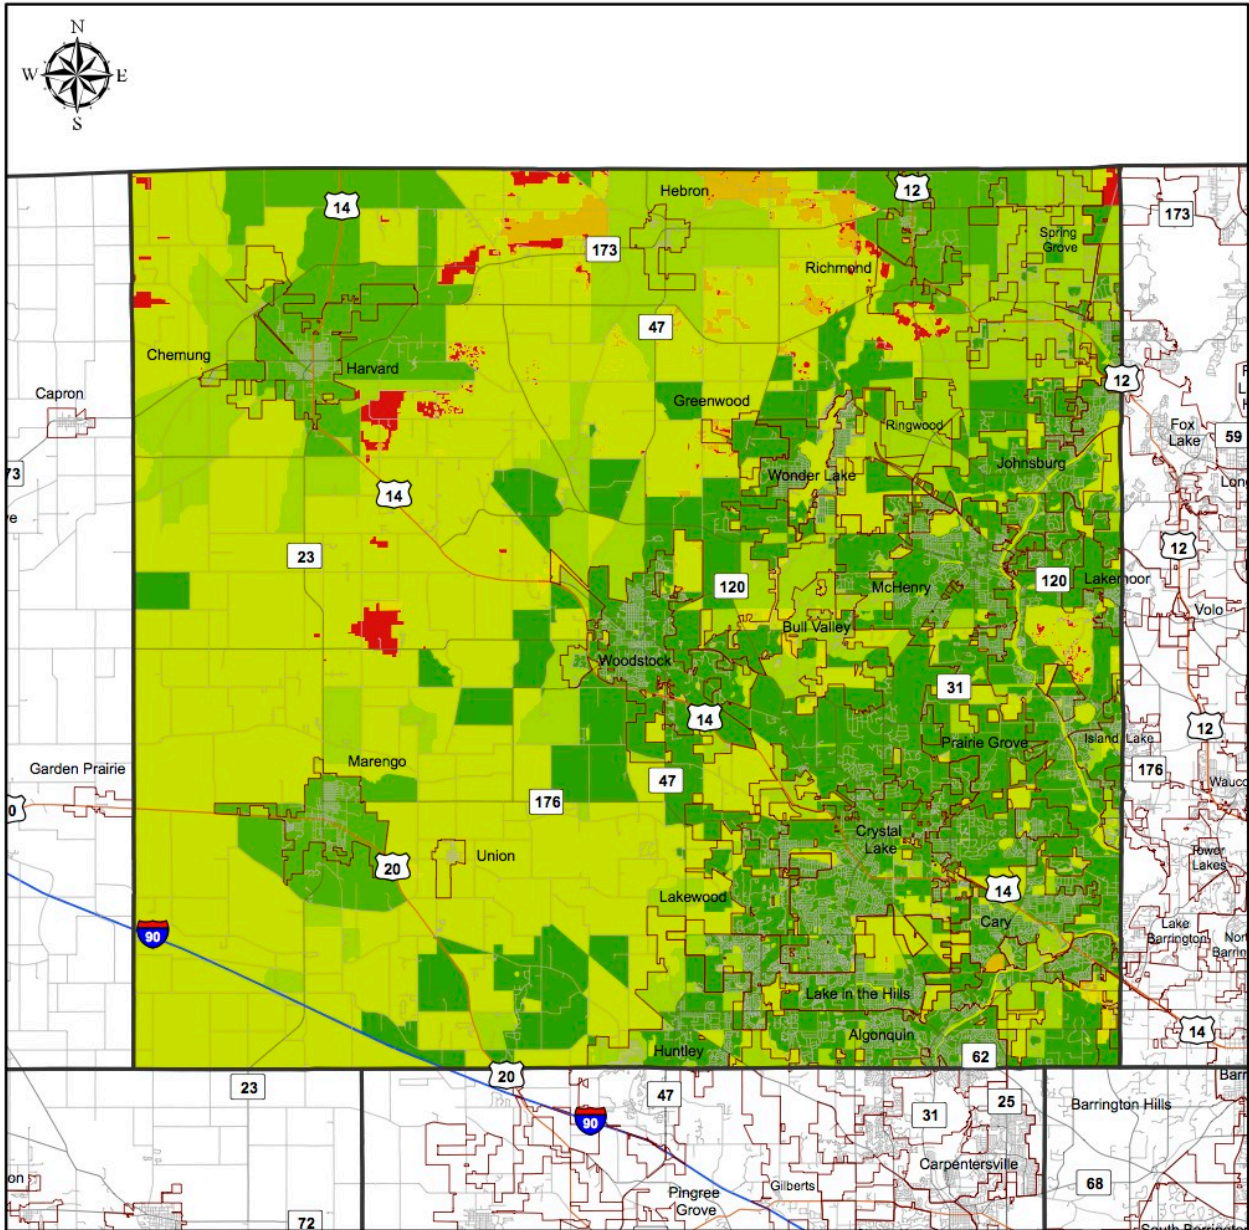 N
W E
S
Hebron
12
14
173
Spring
Grove
173
Richmond
47
Chemung
Harvard
12
Capron
Greenwood
Ringwood
Fox
Lake
59
73
Johnsburg
Wonder Lake
14
12
23
120
McHenry
120
Lakemoor
Volo
Bull Valley
Woodstock
31
14
12
Prairie Grove
Island Lake
Marengo
Garden Prairie
47
176
176
Crystal
Lake
Union
Tower
Lakes
20
14
Lakewood
Cary
Lake
Barrington
90
Lake in the Hills
14
Algonquin
Huntley
62
20
23
47
25
31
90
Barrington Hills
Carpentersville
68
Gilberts
Pingree
Grove
72